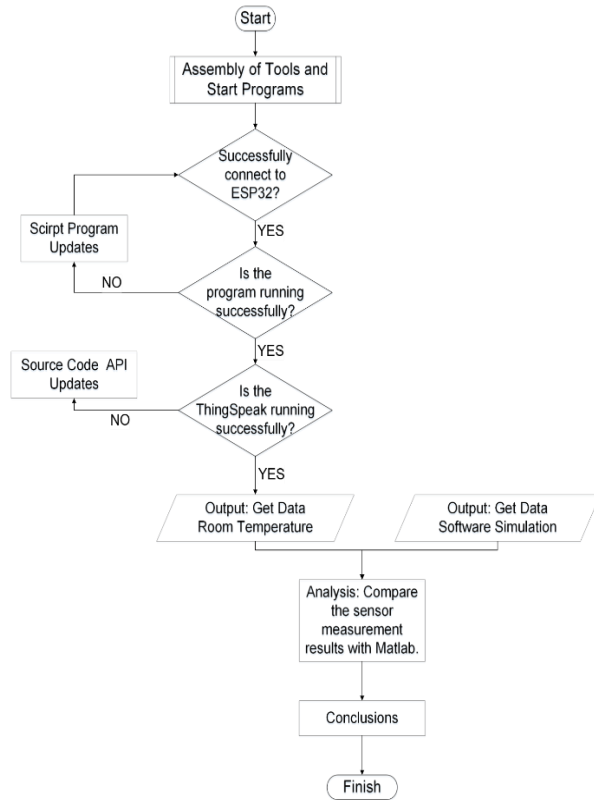 Start
Assembly of Tools and
Start Programs
Successfully
connect to
ESP32?
YES
Scirpt Program
Updates
NO
Is the
program running
successfully?
YES
Source Code API
Updates
NO
Is the
ThingSpeak running
successfully?
YES
Output: Get Data
Room Temperature
Output: Get Data
Software Simulation
Analysis: Compare
the sensor
measurement
results with Matlab.
Conclusions
Finish